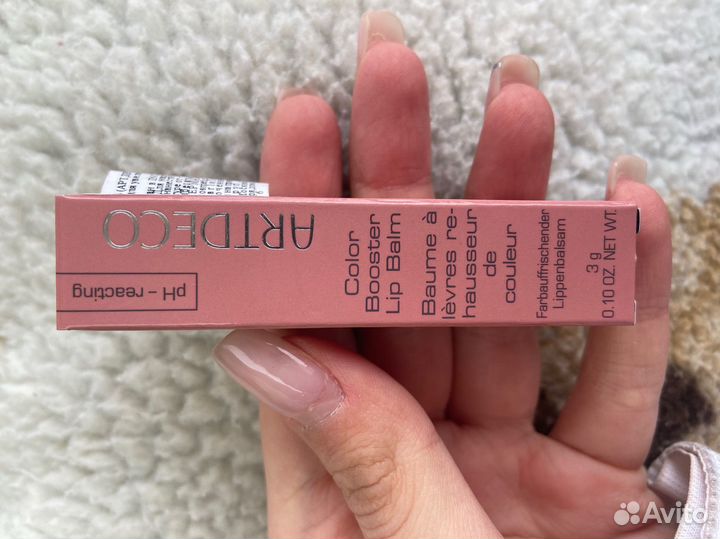 pH – reacting
ARTDECO
Color
Booster
Lip Balm
Baume à
lèvres re-
hausseur
de
couleur
Farbauffrischender
Lippenbalsam
3 g
0.10 OZ. NET WT.
Avito